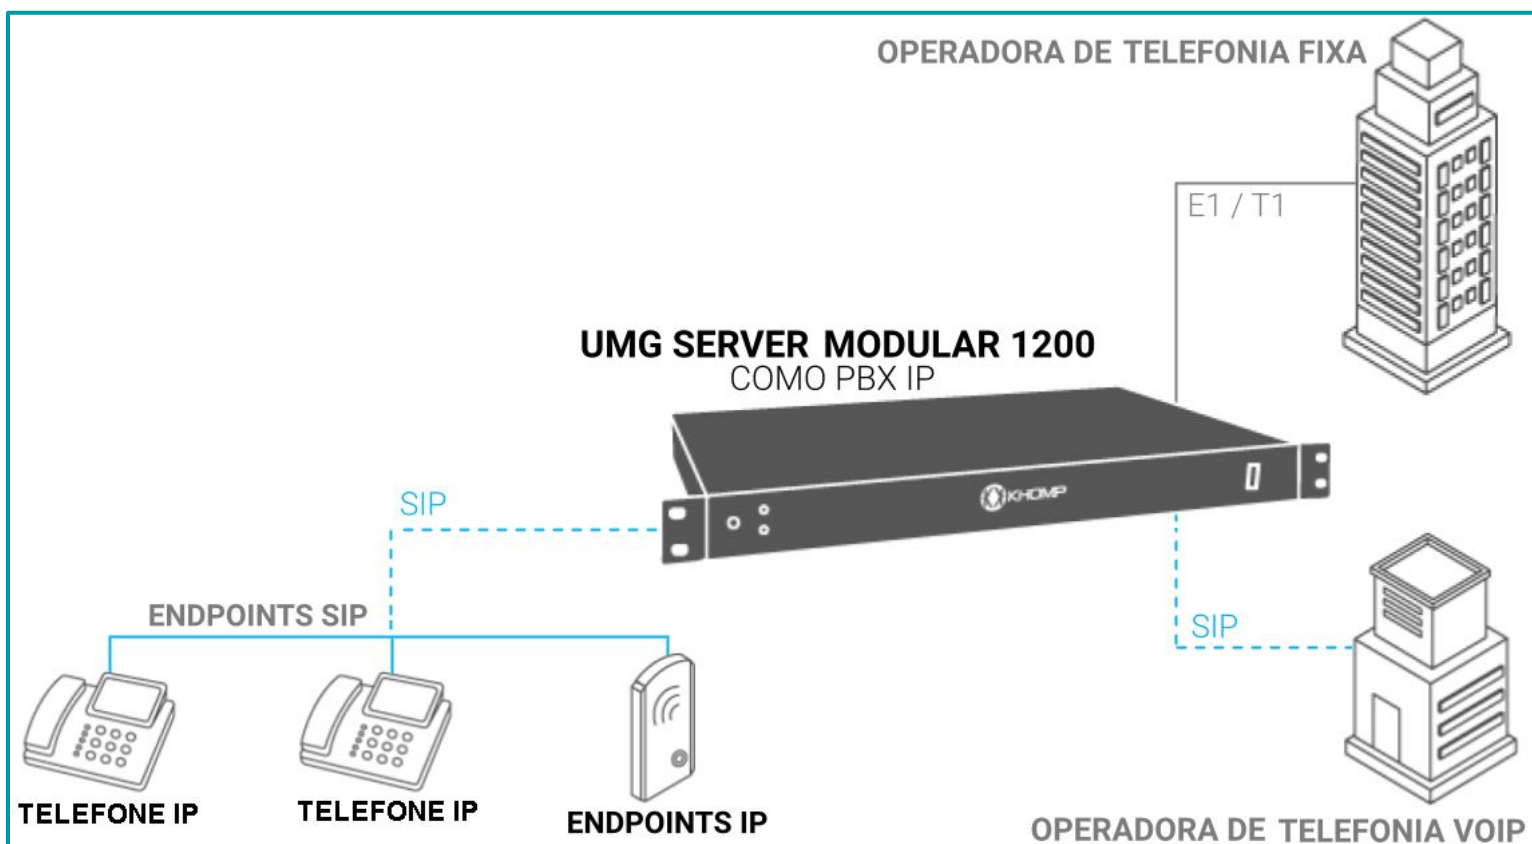 OPERADORA DE TELEFONIA FIXA
E1 / T1
UMG SERVER MODULAR 1200
COMO PBX IP
KHOMP
SIP
ENDPOINTS SIP
SIP
TELEFONE IP
TELEFONE IP
ENDPOINTS IP
OPERADORA DE TELEFONIA VOIP